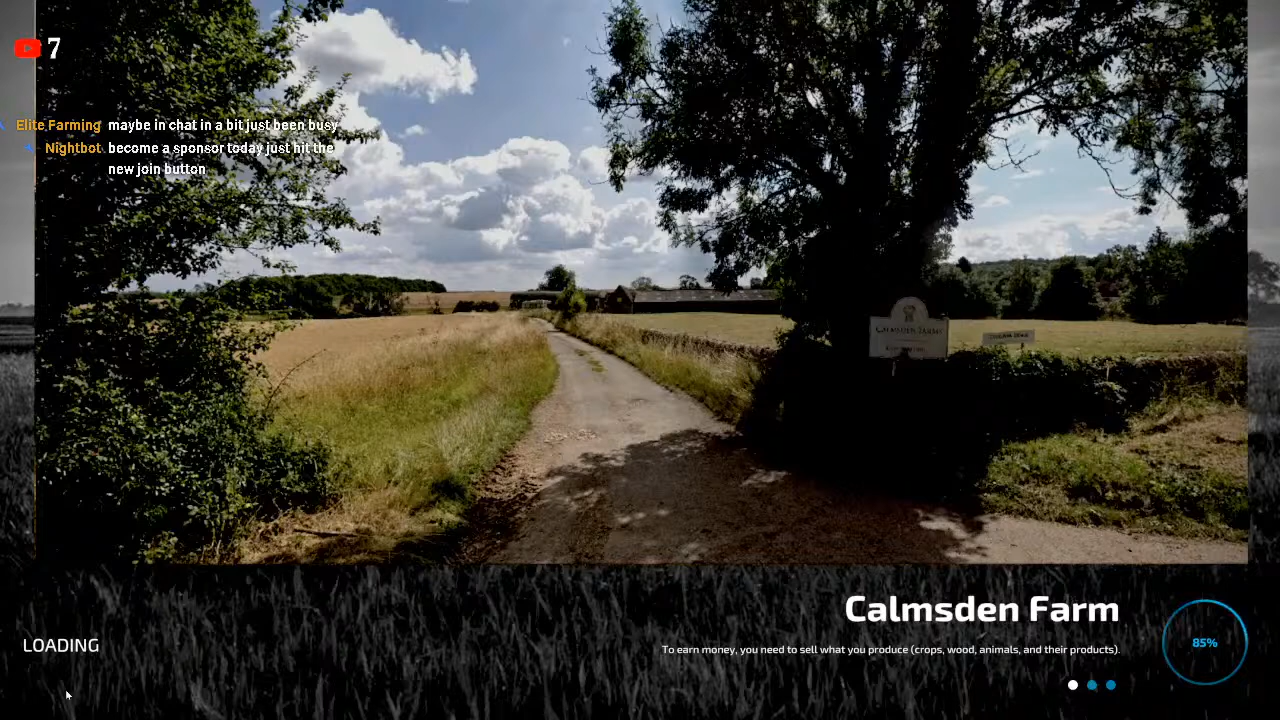 7
Elite Farming maybe in chat in a bit just been busy
Nightbot become a sponsor today just hit the
new join button
CALMSDEN FARMS
Calmsden Farm
LOADING
To earn money, you need to sell what you produce (crops, wood, animals, and their products).
85%